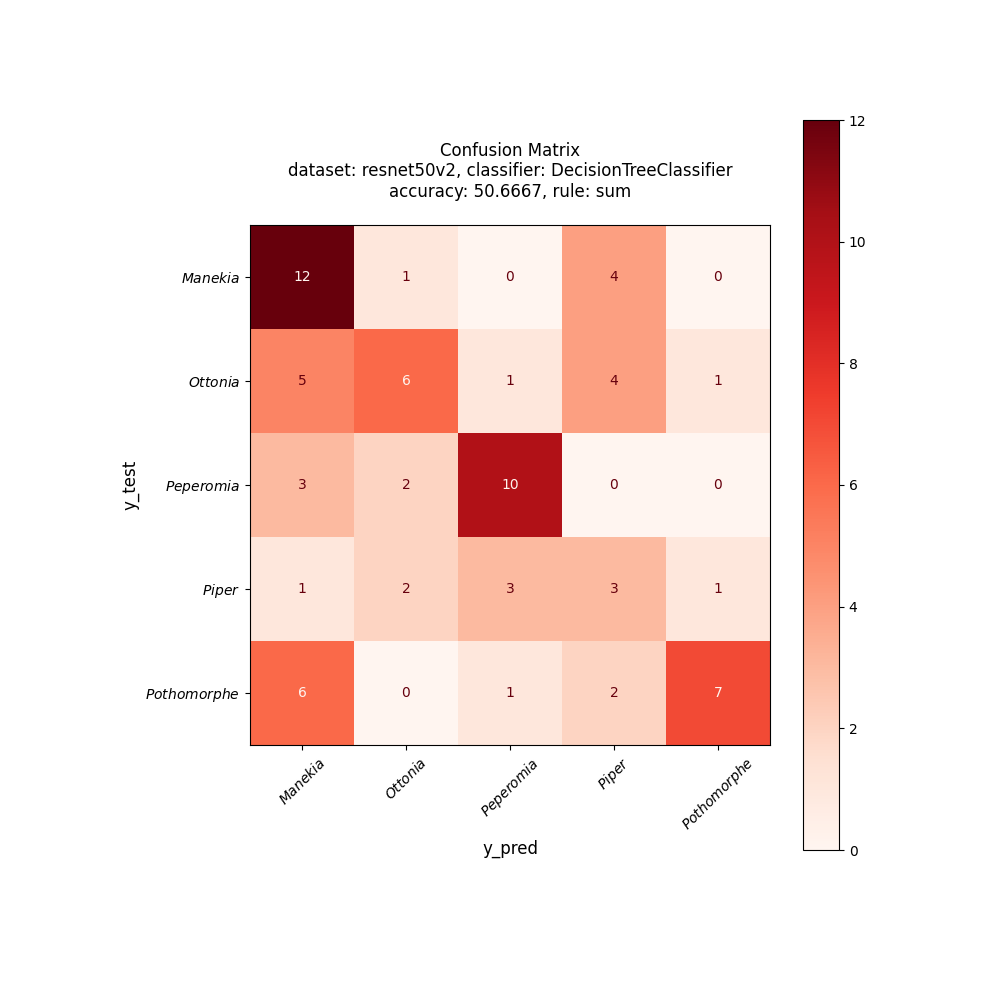 Confusion Matrix
dataset: resnet50v2, classifier: DecisionTreeClassifier
accuracy: 50.6667, rule: sum
y_test
Manekia 12 1 0 4 0
Ottonia 5 6 1 4 1
Peperomia 3 2 10 0 0
Piper 1 2 3 3 1
Pothomorphe 6 0 1 2 7
Manekia Ottonia Peperomia Piper Pothomorphe
y_pred
12
10
8
6
4
2
0